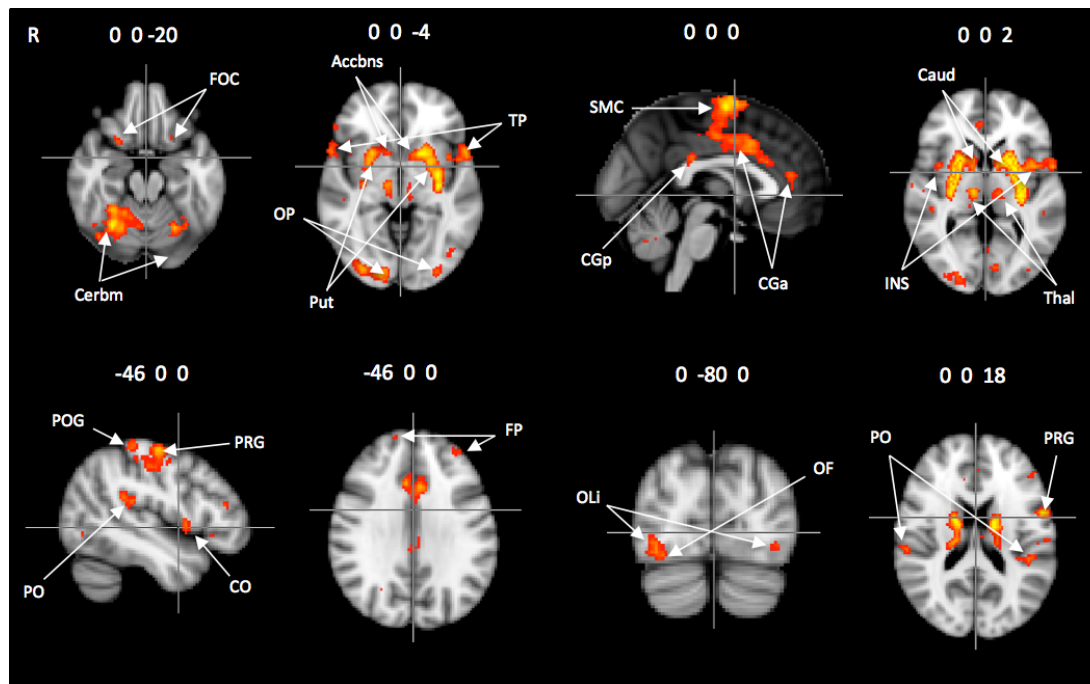 R
0 0 -20
FOC
Cerbm
0 0 -4
Accbns
TP
OP
Put
0 0 0
SMC
CGp
CGa
0 0 2
Caud
INS
Thal
-46 0 0
POG
PRG
PO
CO
-46 0 0
FP
0 -80 0
OLi
OF
0 0 18
PO
PRG